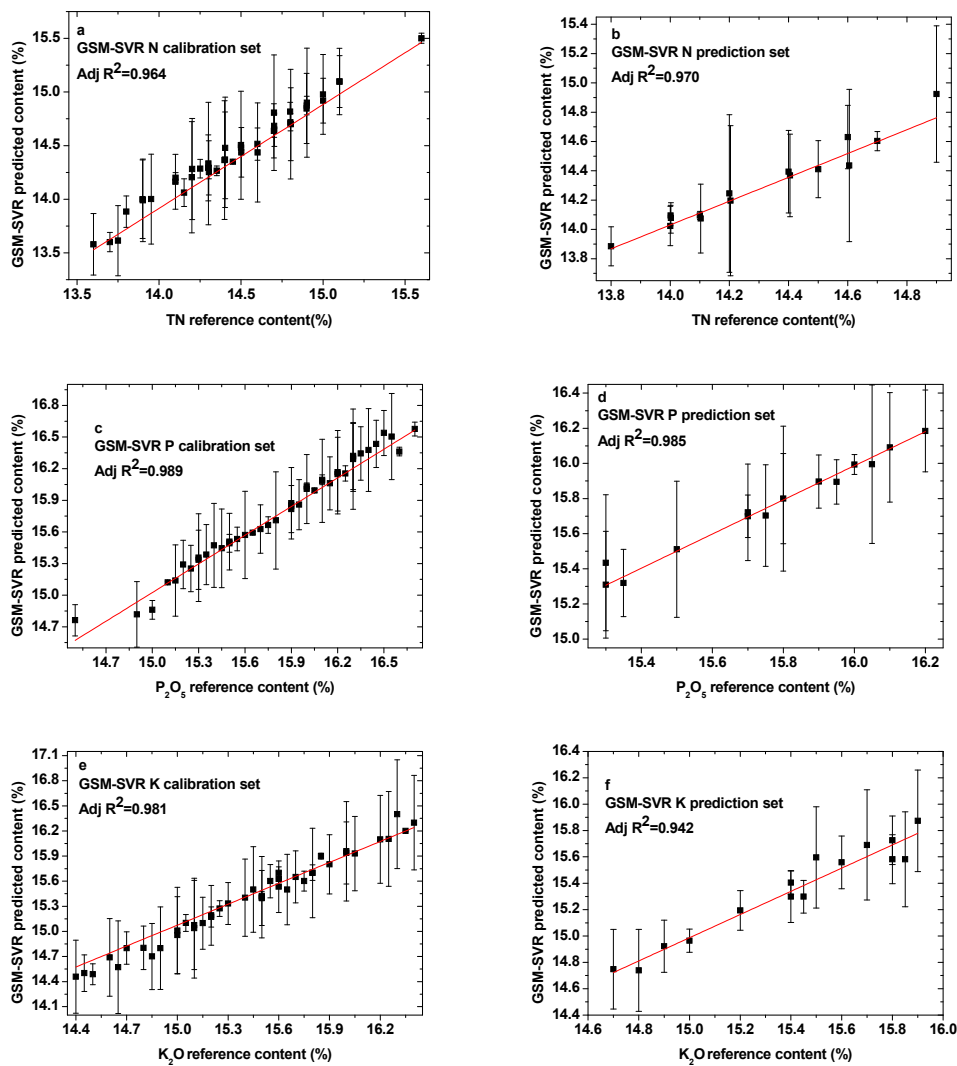 a
GSM-SVR N calibration set
Adj R²=0.964
GSM-SVR predicted content (%)
15.5
15.0
14.5
14.0
13.5
13.5 14.0 14.5 15.0 15.5
TN reference content(%)
b
GSM-SVR N prediction set
Adj R²=0.970
GSM-SVR predicted content (%)
15.4
15.2
15.0
14.8
14.6
14.4
14.2
14.0
13.8
13.8 14.0 14.2 14.4 14.6 14.8
TN reference content(%)
c
GSM-SVR P calibration set
Adj R²=0.989
GSM-SVR predicted content (%)
16.8
16.5
16.2
15.9
15.6
15.3
15.0
14.7
14.7 15.0 15.3 15.6 15.9 16.2 16.5
P₂O₅ reference content (%)
d
GSM-SVR P prediction set
Adj R²=0.985
GSM-SVR predicted content (%)
16.4
16.2
16.0
15.8
15.6
15.4
15.2
15.0
15.4 15.6 15.8 16.0 16.2
P₂O₅ reference content (%)
e
GSM-SVR K calibration set
Adj R²=0.981
GSM-SVR predicted content (%)
17.1
16.8
16.5
16.2
15.9
15.6
15.3
15.0
14.7
14.4
14.1
14.4 14.7 15.0 15.3 15.6 15.9 16.2
K₂O reference content (%)
f
GSM-SVR K prediction set
Adj R²=0.942
GSM-SVR predicted content (%)
16.4
16.2
16.0
15.8
15.6
15.4
15.2
15.0
14.8
14.6
14.4
14.6 14.8 15.0 15.2 15.4 15.6 15.8 16.0
K₂O reference content (%)